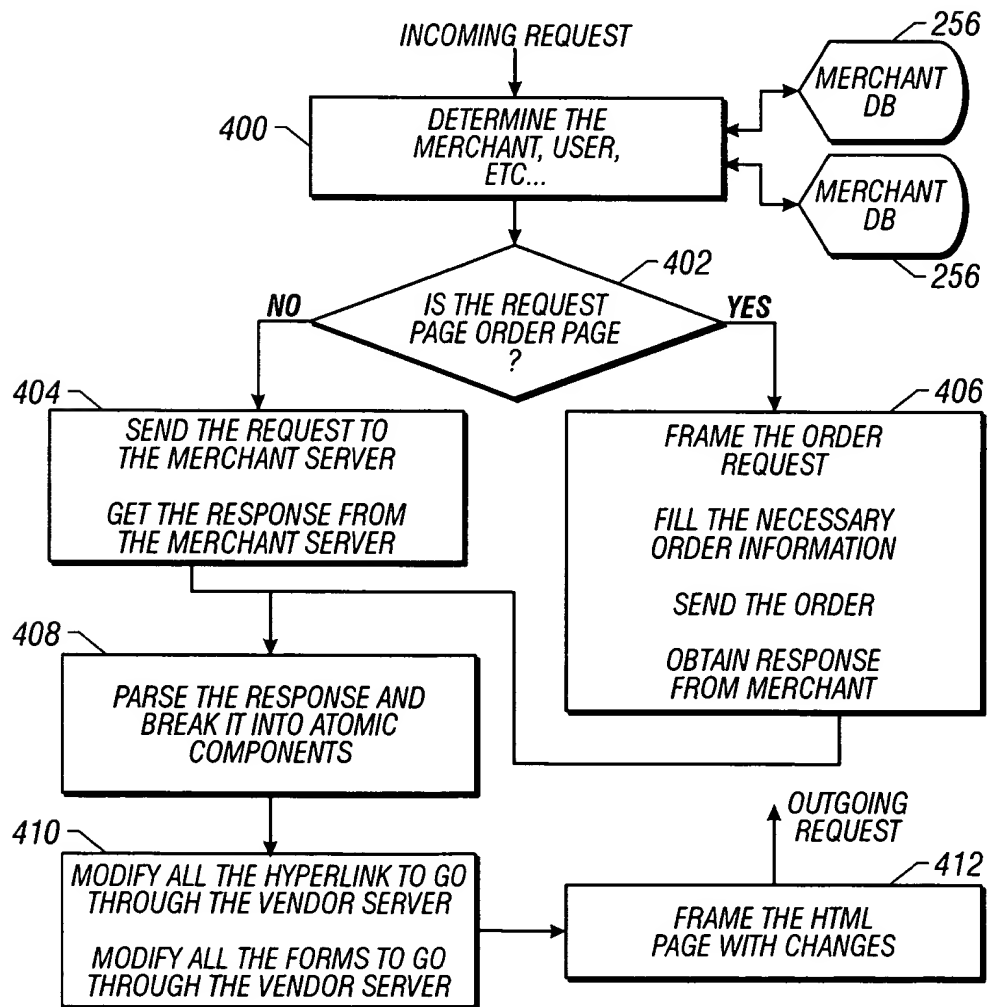 INCOMING REQUEST
256
MERCHANT
DB
400
DETERMINE THE
MERCHANT, USER,
ETC...
MERCHANT
DB
256
402
IS THE REQUEST
PAGE ORDER PAGE
?
NO
YES
404
SEND THE REQUEST TO
THE MERCHANT SERVER
GET THE RESPONSE FROM
THE MERCHANT SERVER
406
FRAME THE ORDER
REQUEST
FILL THE NECESSARY
ORDER INFORMATION
SEND THE ORDER
OBTAIN RESPONSE
FROM MERCHANT
408
PARSE THE RESPONSE AND
BREAK IT INTO ATOMIC
COMPONENTS
410
MODIFY ALL THE HYPERLINK TO GO
THROUGH THE VENDOR SERVER
MODIFY ALL THE FORMS TO GO
THROUGH THE VENDOR SERVER
OUTGOING
REQUEST
412
FRAME THE HTML
PAGE WITH CHANGES